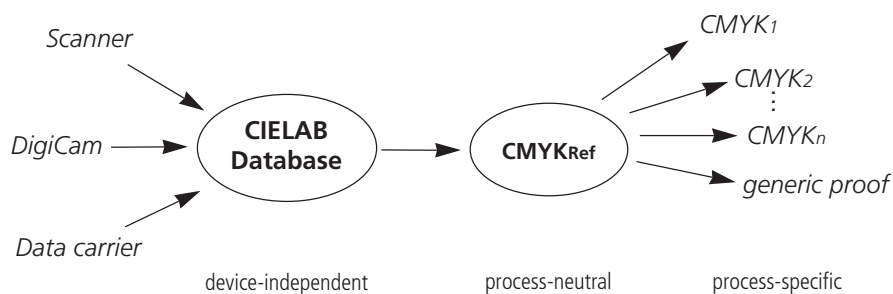 Scanner
DigiCam
Data carrier
CIELAB
Database
CMYKRef
CMYK1
CMYK2
⋮
CMYKn
generic proof
device-independent
process-neutral
process-specific